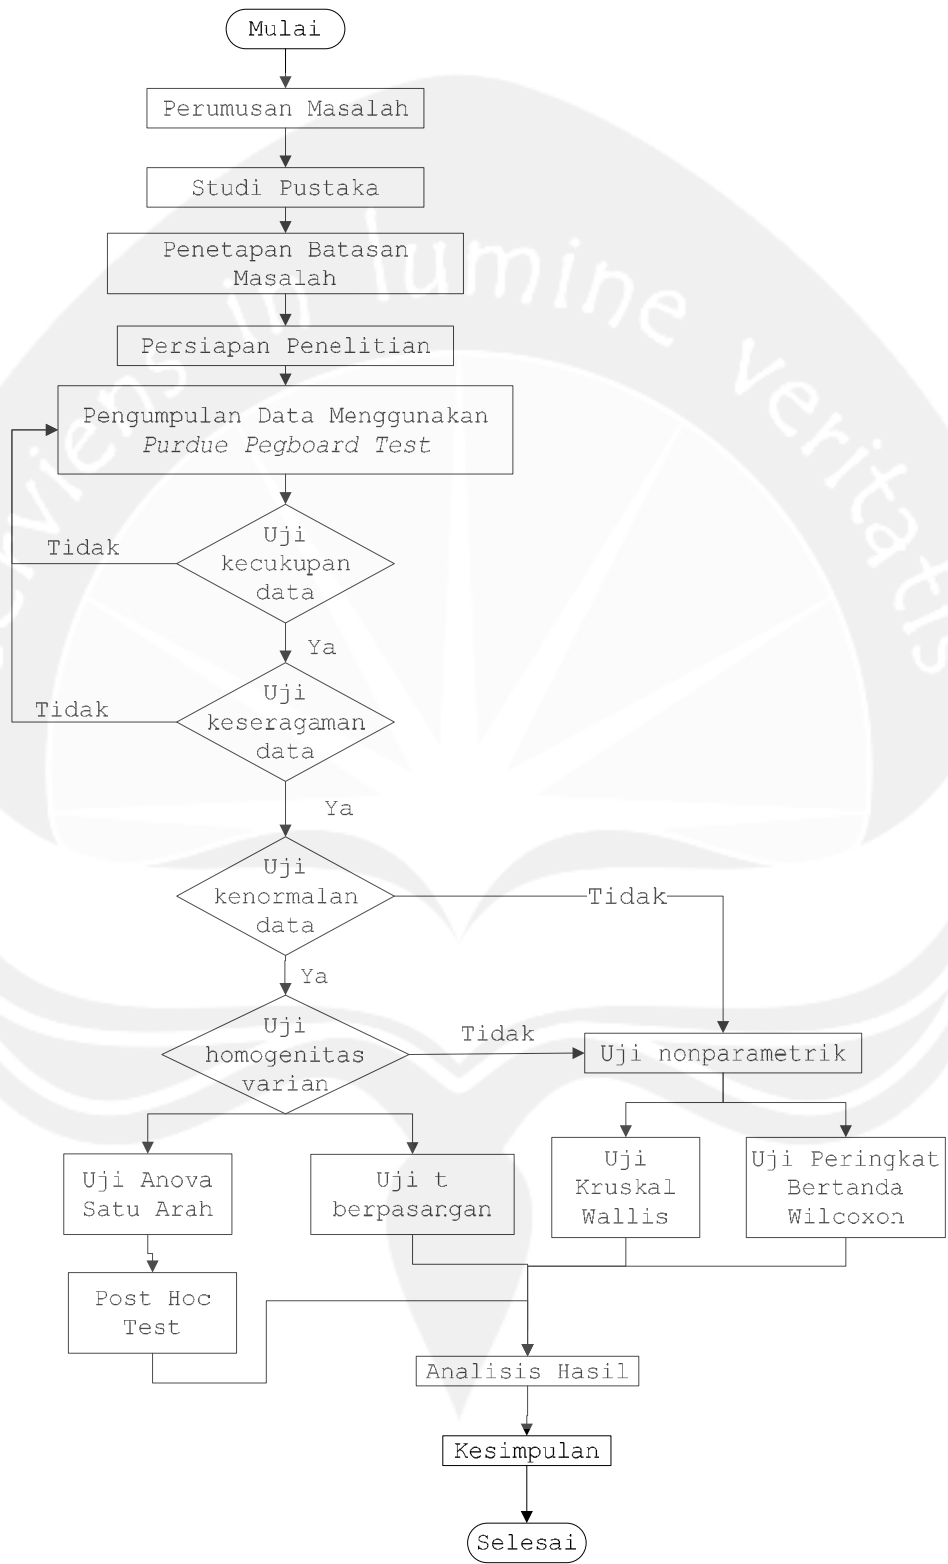 Mulai
Perumusan Masalah
Studi Pustaka
Penetapan Batasan
Masalah
Persiapan Penelitian
Pengumpulan Data Menggunakan
Purdue Pegboard Test
Uji
kecukupan
data
Tidak
Ya
Uji
keseragaman
data
Tidak
Ya
Uji
kenormalan
data
Tidak
Ya
Uji
homogenitas
varian
Tidak
Uji nonparametrik
Uji Anova
Satu Arah
Uji t
berpasangan
Uji
Kruskal
Wallis
Uji Peringkat
Bertanda
Wilcoxon
Post Hoc
Test
Analisis Hasil
Kesimpulan
Selesai
in lumine veritatis